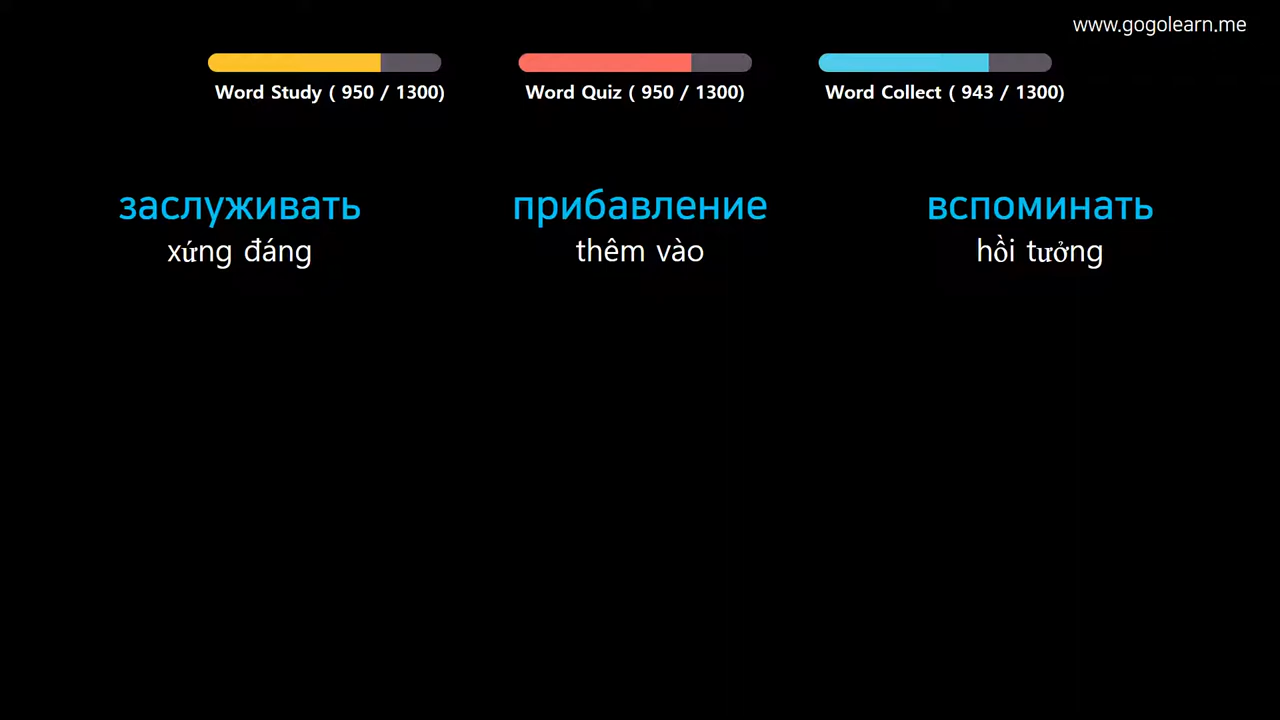 www.gogolearn.me
Word Study ( 950 / 1300)
Word Quiz ( 950 / 1300)
Word Collect ( 943 / 1300)
заслуживать
прибавление
вспоминать
xứng đáng
thêm vào
hồi tưởng